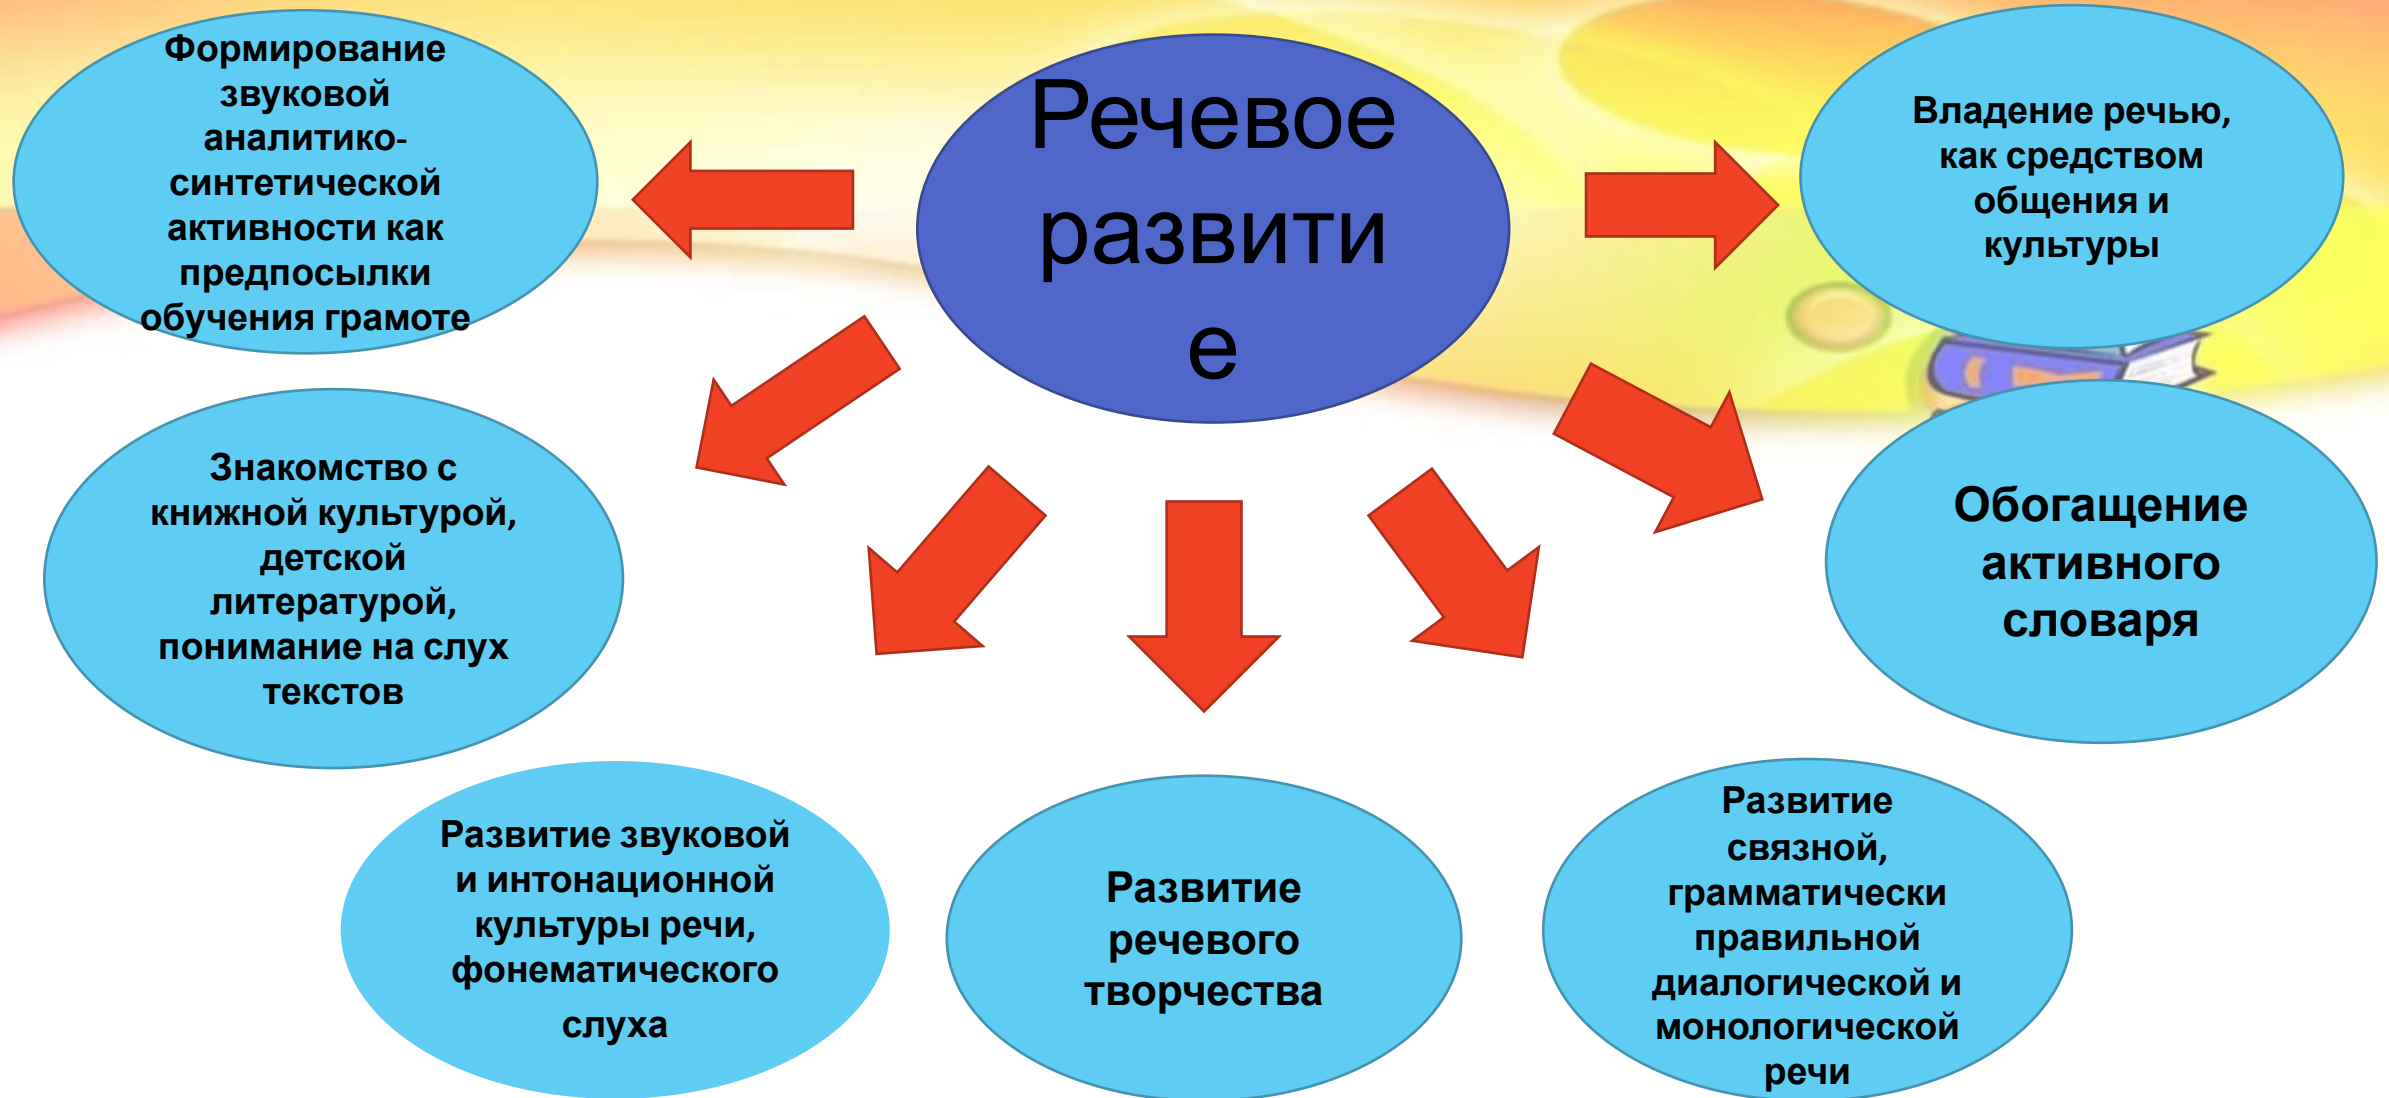 Формирование
звуковой
аналитико-
синтетической
активности как
предпосылки
обучения грамоте
Речевое
развити
е
Владение речью,
как средством
общения и
культуры
Знакомство с
книжной культурой,
детской
литературой,
понимание на слух
текстов
Обогащение
активного
словаря
Развитие звуковой
и интонационной
культуры речи,
фонематического
слуха
Развитие
речевого
творчества
Развитие
связной,
грамматически
правильной
диалогической и
монологической
речи